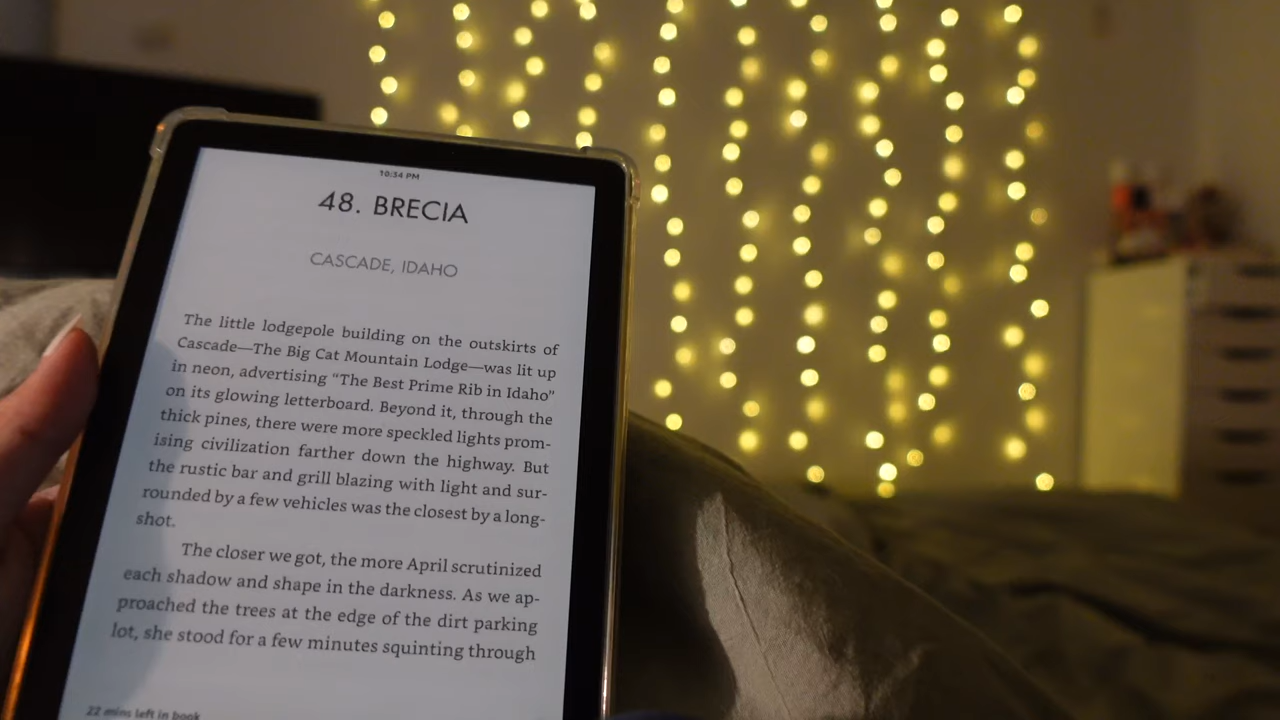 10:34 PM
48. BRECIA
CASCADE, IDAHO
The little lodgepole building on the outskirts of
Cascade—The Big Cat Mountain Lodge—was lit up
in neon, advertising “The Best Prime Rib in Idaho”
on its glowing letterboard. Beyond it, through the
thick pines, there were more speckled lights prom-
ising civilization farther down the highway. But
the rustic bar and grill blazing with light and sur-
rounded by a few vehicles was the closest by a long-
shot.
The closer we got, the more April scrutinized
each shadow and shape in the darkness. As we ap-
proached the trees at the edge of the dirt parking
lot, she stood for a few minutes squinting through
22 mins left in book